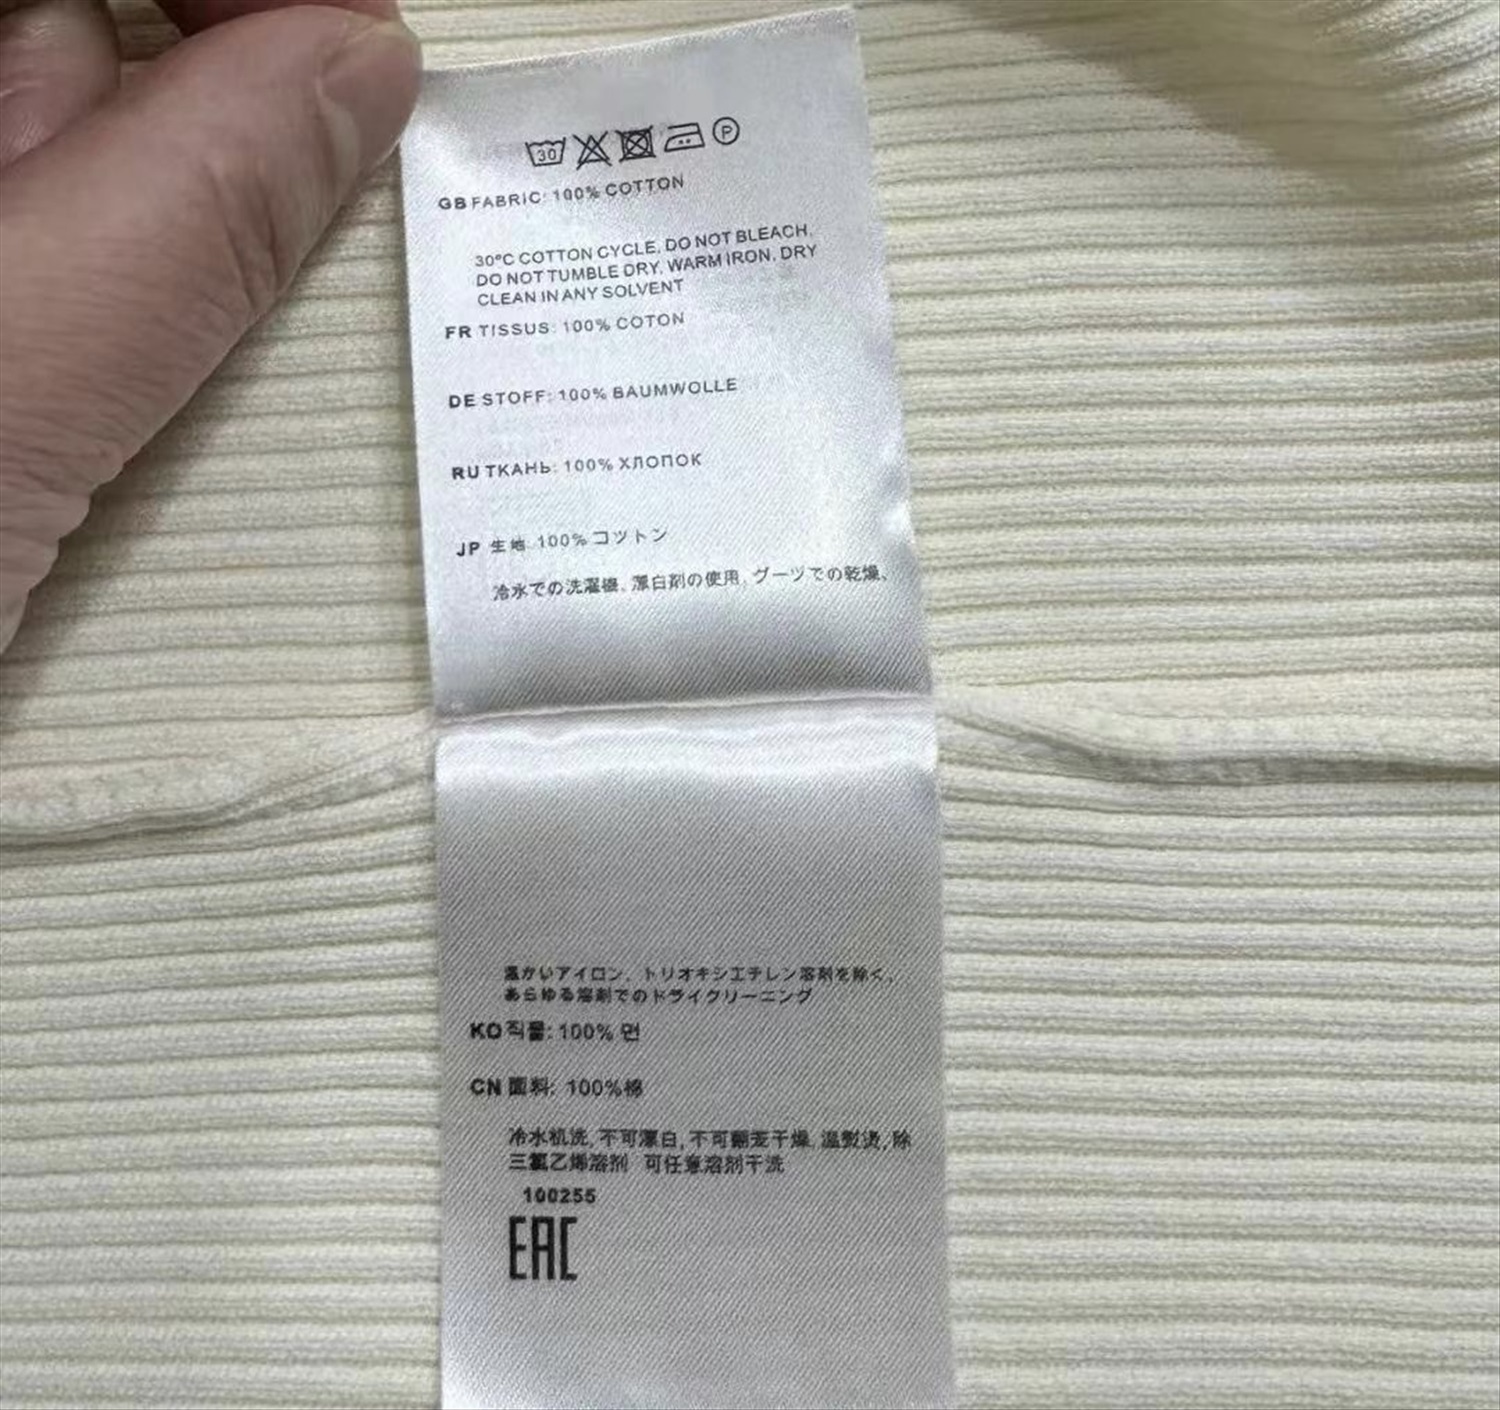 30 P
GB FABRIC: 100% COTTON
30°C COTTON CYCLE, DO NOT BLEACH,
DO NOT TUMBLE DRY, WARM IRON, DRY
CLEAN IN ANY SOLVENT
FR TISSUS: 100% COTON
DE STOFF: 100% BAUMWOLLE
RU ТКАНЬ: 100% ХЛОПОК
JP 生地 100% コットン
冷水での洗濯機、漂白剤の使用、グーツでの乾燥、
温かいアイロン、トリオキシエチレン溶剤を除く、
あらゆる溶剤でのドライクリーニング
KO 직물: 100% 면
CN 面料: 100%棉
冷水机洗,不可漂白,不可翻笼干燥,温熨烫,除
三氯乙烯溶剂 可任意溶剂干洗
100255
EAC